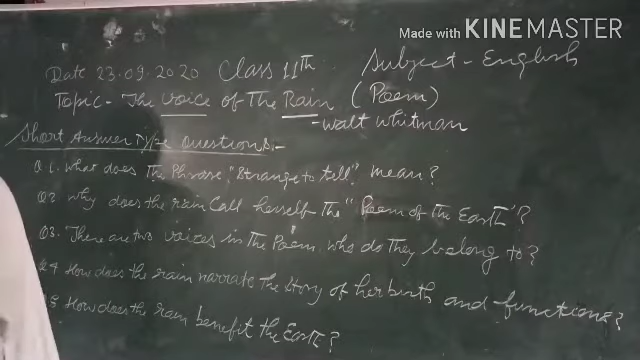 Made with KINEMASTER
Date 23.09.2020 Class 11th Subject - English
Topic - The Voice of The Rain (Poem)
- Walt Whitman
Short Answer Type Questions:-
Q1. What does The Phrase, "Strange to tell" mean?
Q2 Why does the rain call herself the "Poem of The Earth"?
Q3. There are two voices in The Poem. Who do They belong to?
Q4 How does the rain narrate the story of her birth and functions?
5 How does the rain benefit the Earth?